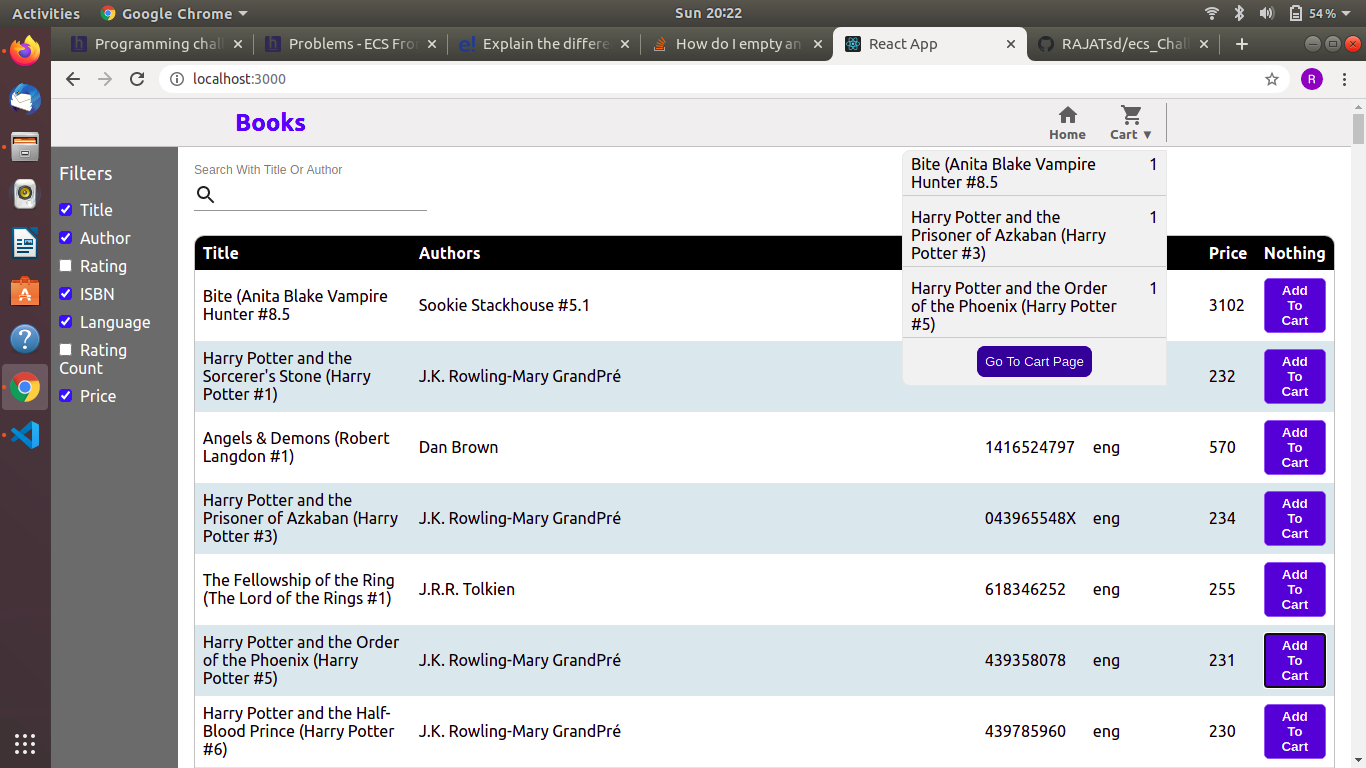 Activities
Google Chrome
Sun 20:22
54 %
Programming chal
Problems - ECS Fro
Explain the differe
How do I empty an
React App
RAJATsd/ecs_Chal
localhost:3000
R
Books
Home
Cart ▼
Filters
Title
Author
Rating
ISBN
Language
Rating
Count
Price
Search With Title Or Author
Bite (Anita Blake Vampire
Hunter #8.5
1
Harry Potter and the
Prisoner of Azkaban (Harry
Potter #3)
1
Harry Potter and the Order
of the Phoenix (Harry Potter
#5)
1
Go To Cart Page
Title
Authors
Price
Nothing
Bite (Anita Blake Vampire
Hunter #8.5
Sookie Stackhouse #5.1
3102
Add
To
Cart
Harry Potter and the
Sorcerer's Stone (Harry
Potter #1)
J.K. Rowling-Mary GrandPré
232
Add
To
Cart
Angels & Demons (Robert
Langdon #1)
Dan Brown
1416524797
eng
570
Add
To
Cart
Harry Potter and the
Prisoner of Azkaban (Harry
Potter #3)
J.K. Rowling-Mary GrandPré
043965548X
eng
234
Add
To
Cart
The Fellowship of the Ring
(The Lord of the Rings #1)
J.R.R. Tolkien
618346252
eng
255
Add
To
Cart
Harry Potter and the Order
of the Phoenix (Harry
Potter #5)
J.K. Rowling-Mary GrandPré
439358078
eng
231
Add
To
Cart
Harry Potter and the Half-
Blood Prince (Harry Potter
#6)
J.K. Rowling-Mary GrandPré
439785960
eng
230
Add
To
Cart